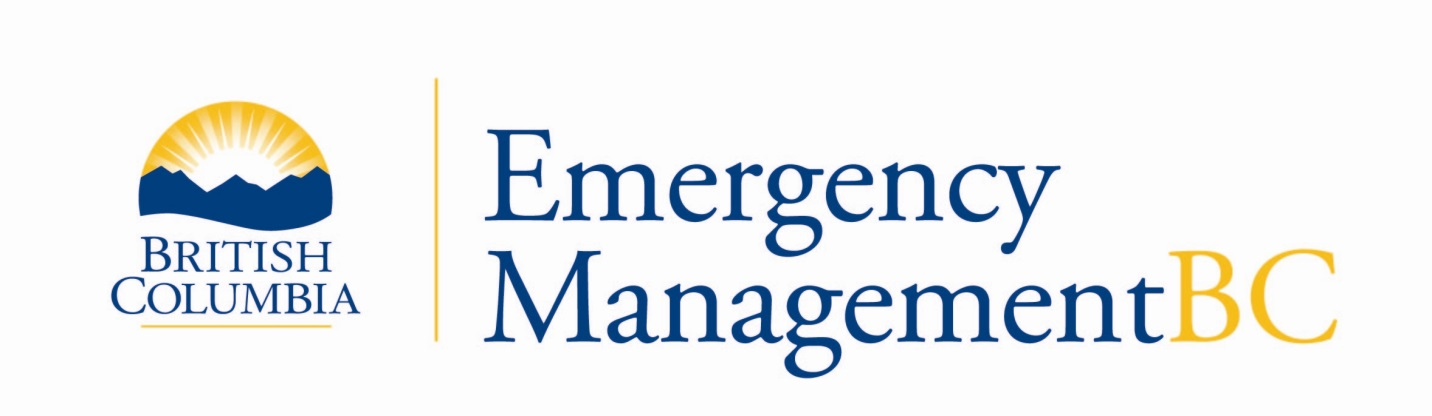 BRITISH
COLUMBIA
Emergency
ManagementBC